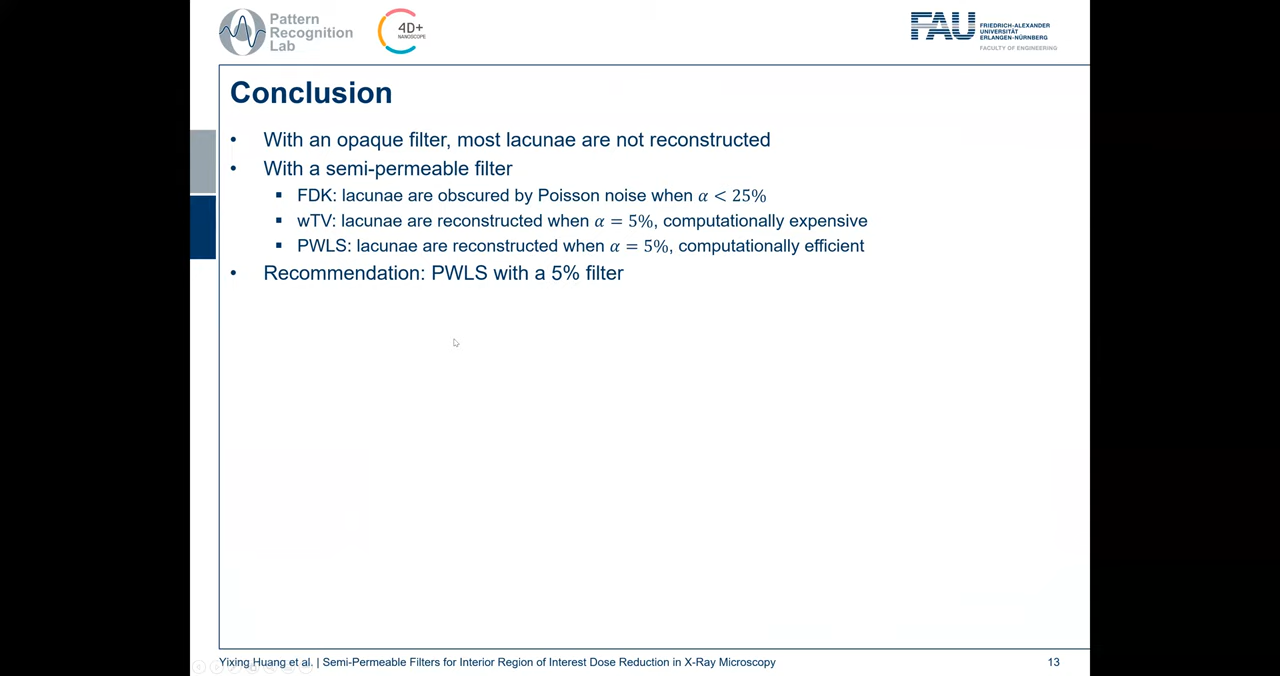 Pattern
Recognition
Lab
4D+
NANOSCOPE
FAU
FRIEDRICH-ALEXANDER
UNIVERSITÄT
ERLANGEN-NÜRNBERG
FACULTY OF ENGINEERING
Conclusion
• With an opaque filter, most lacunae are not reconstructed
• With a semi-permeable filter
▪ FDK: lacunae are obscured by Poisson noise when α < 25%
▪ wTV: lacunae are reconstructed when α = 5%, computationally expensive
▪ PWLS: lacunae are reconstructed when α = 5%, computationally efficient
• Recommendation: PWLS with a 5% filter
Yixing Huang et al. | Semi-Permeable Filters for Interior Region of Interest Dose Reduction in X-Ray Microscopy
13